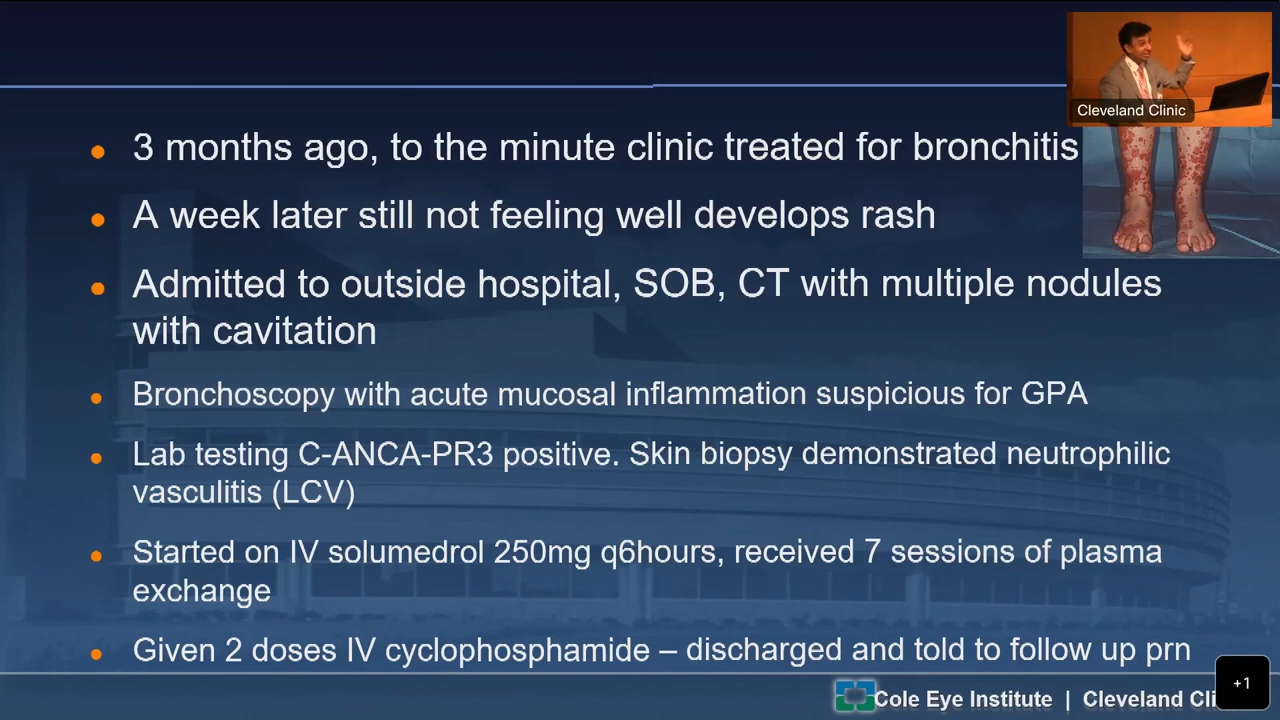 Cleveland Clinic
3 months ago, to the minute clinic treated for bronchitis
A week later still not feeling well develops rash
Admitted to outside hospital, SOB, CT with multiple nodules
with cavitation
Bronchoscopy with acute mucosal inflammation suspicious for GPA
Lab testing C-ANCA-PR3 positive. Skin biopsy demonstrated neutrophilic
vasculitis (LCV)
Started on IV solumedrol 250mg q6hours, received 7 sessions of plasma
exchange
Given 2 doses IV cyclophosphamide – discharged and told to follow up prn
Cole Eye Institute | Cleveland Cli
+1